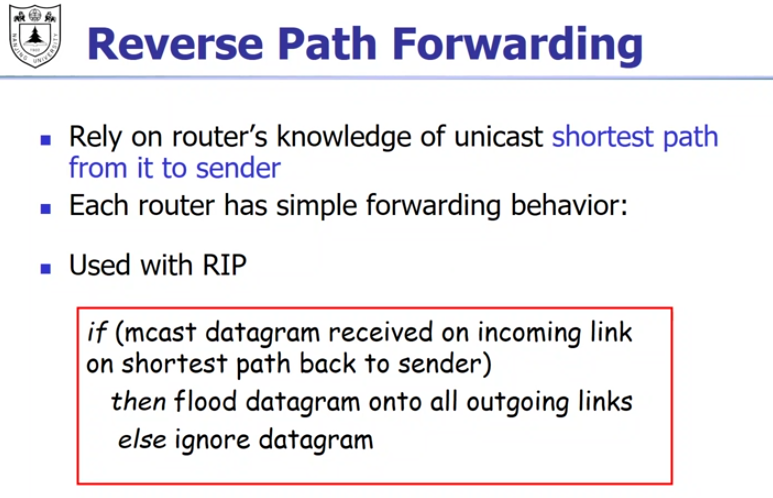 NANJING UNIVERSITY
Reverse Path Forwarding
Rely on router's knowledge of unicast shortest path
from it to sender
Each router has simple forwarding behavior:
Used with RIP
if (mcast datagram received on incoming link
on shortest path back to sender)
then flood datagram onto all outgoing links
else ignore datagram